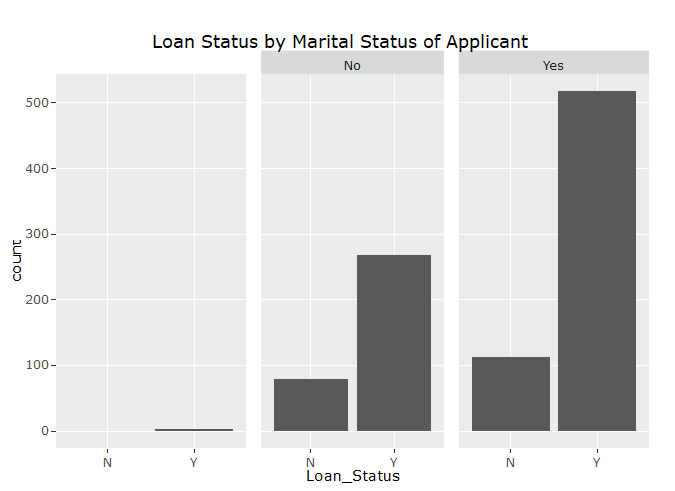 Loan Status by Marital Status of Applicant
No Yes
500
400
300
200
100
0
count
N Y N Y N Y
Loan_Status